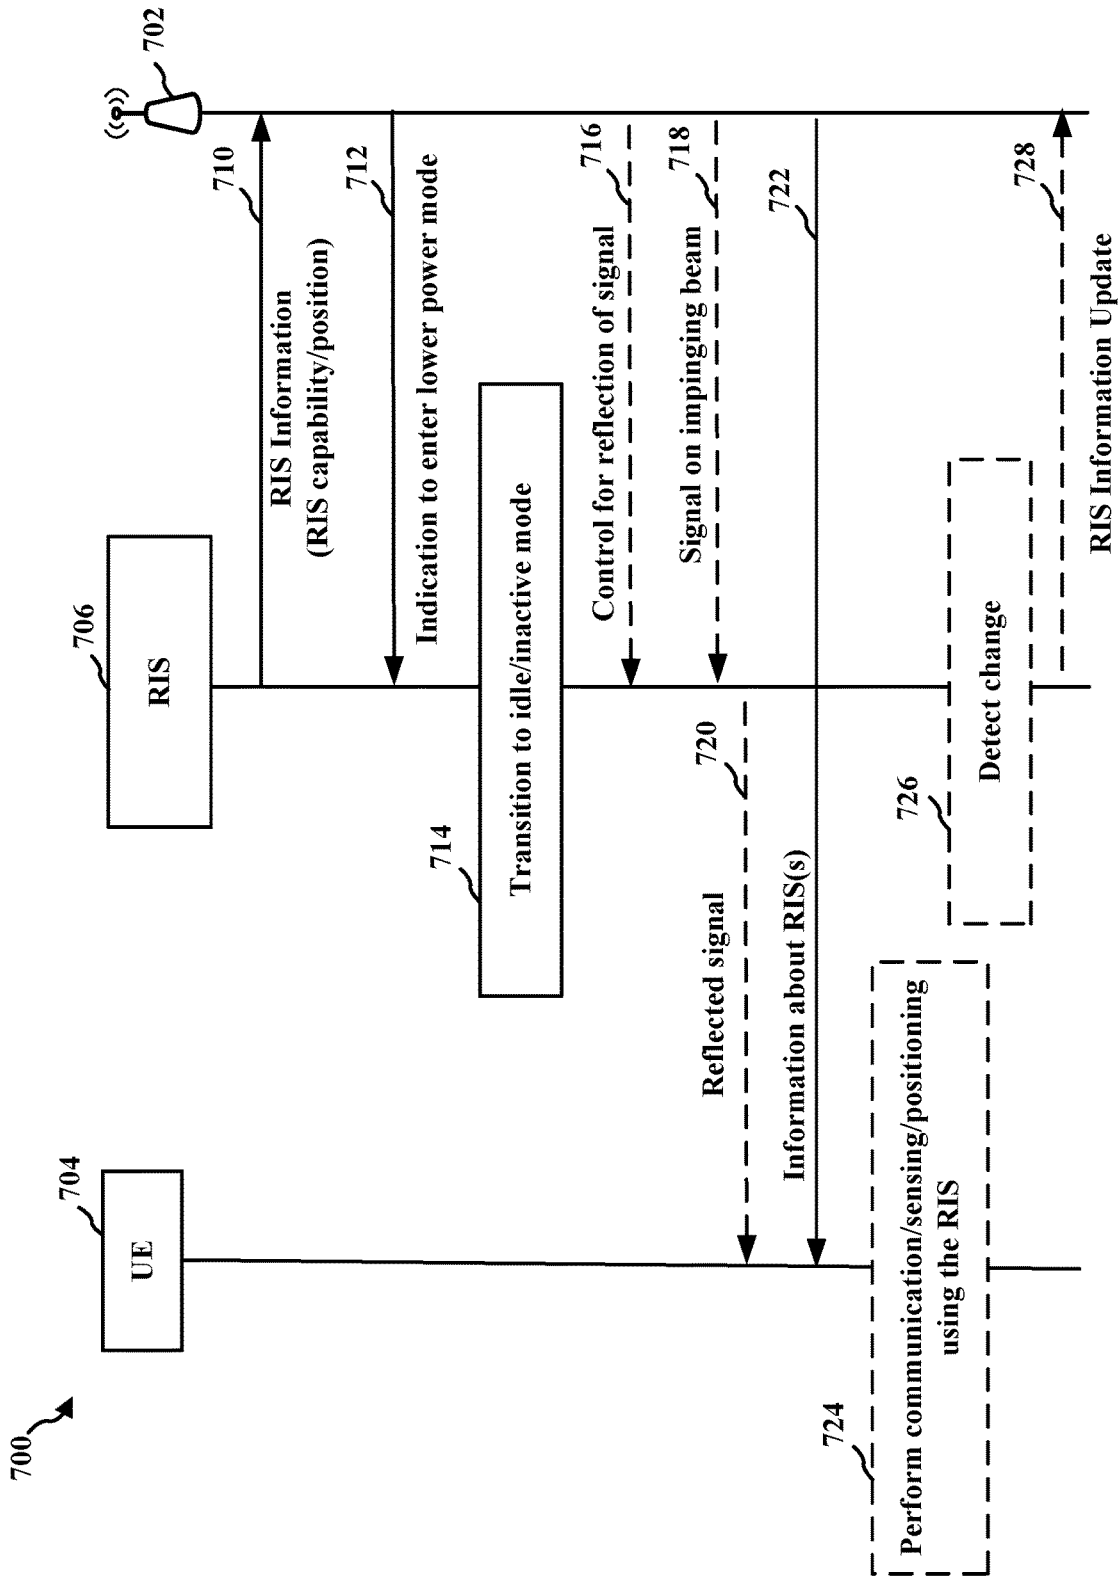 700
UE
704
RIS
706
702
710
RIS Information
(RIS capability/position)
712
Indication to enter lower power mode
714
Transition to idle/inactive mode
716
Control for reflection of signal
718
Signal on impinging beam
720
Reflected signal
722
Information about RIS(s)
724
Perform communication/sensing/positioning
using the RIS
726
Detect change
728
RIS Information Update